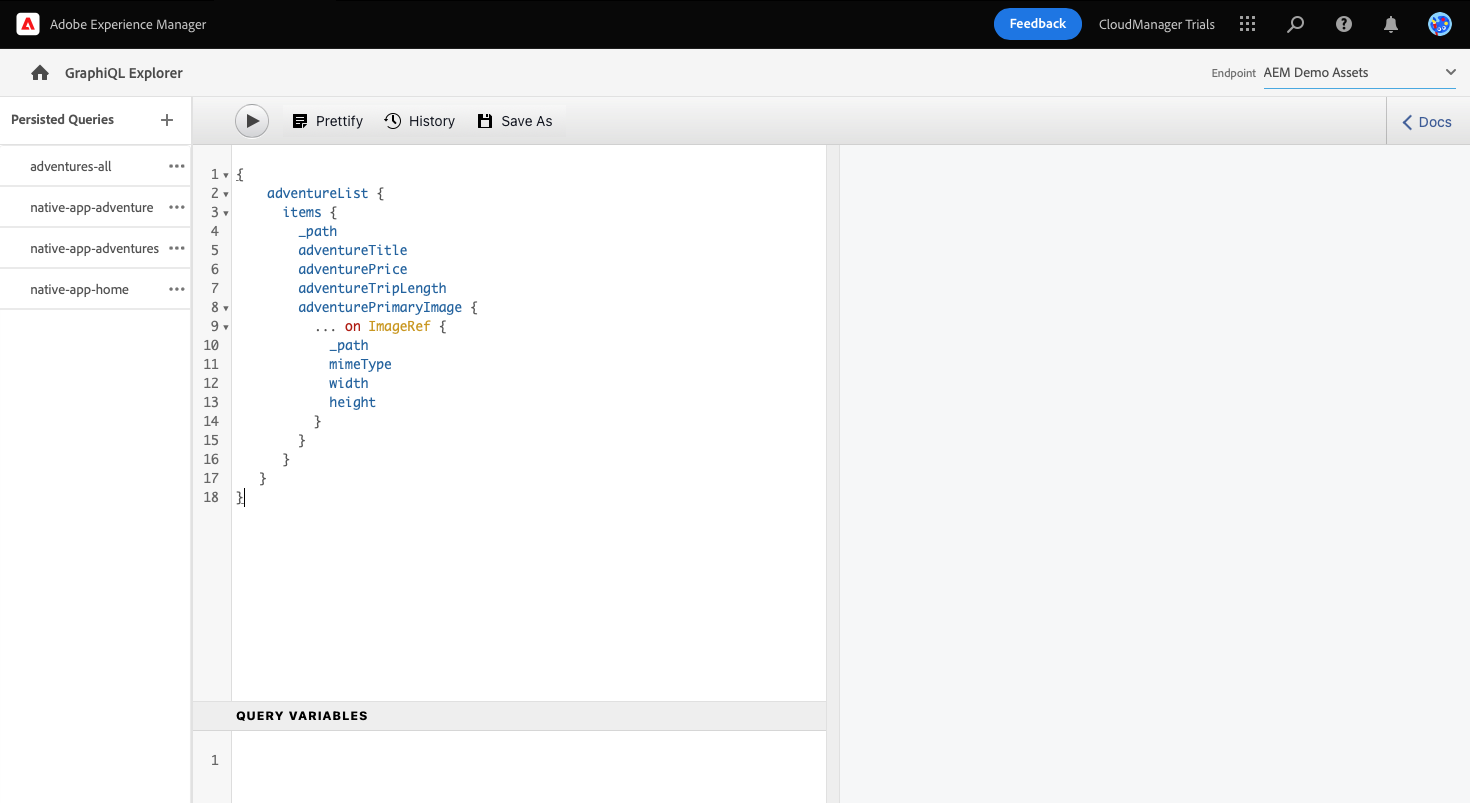 Adobe Experience Manager
Feedback
CloudManager Trials
GraphiQL Explorer
Endpoint AEM Demo Assets
Persisted Queries
Prettify
History
Save As
Docs
adventures-all
native-app-adventure
native-app-adventures
native-app-home
1 {
2 adventureList {
3 items {
4 _path
5 adventureTitle
6 adventurePrice
7 adventureTripLength
8 adventurePrimaryImage {
9 ... on ImageRef {
10 _path
11 mimeType
12 width
13 height
14 }
15 }
16 }
17 }
18 }
QUERY VARIABLES
1